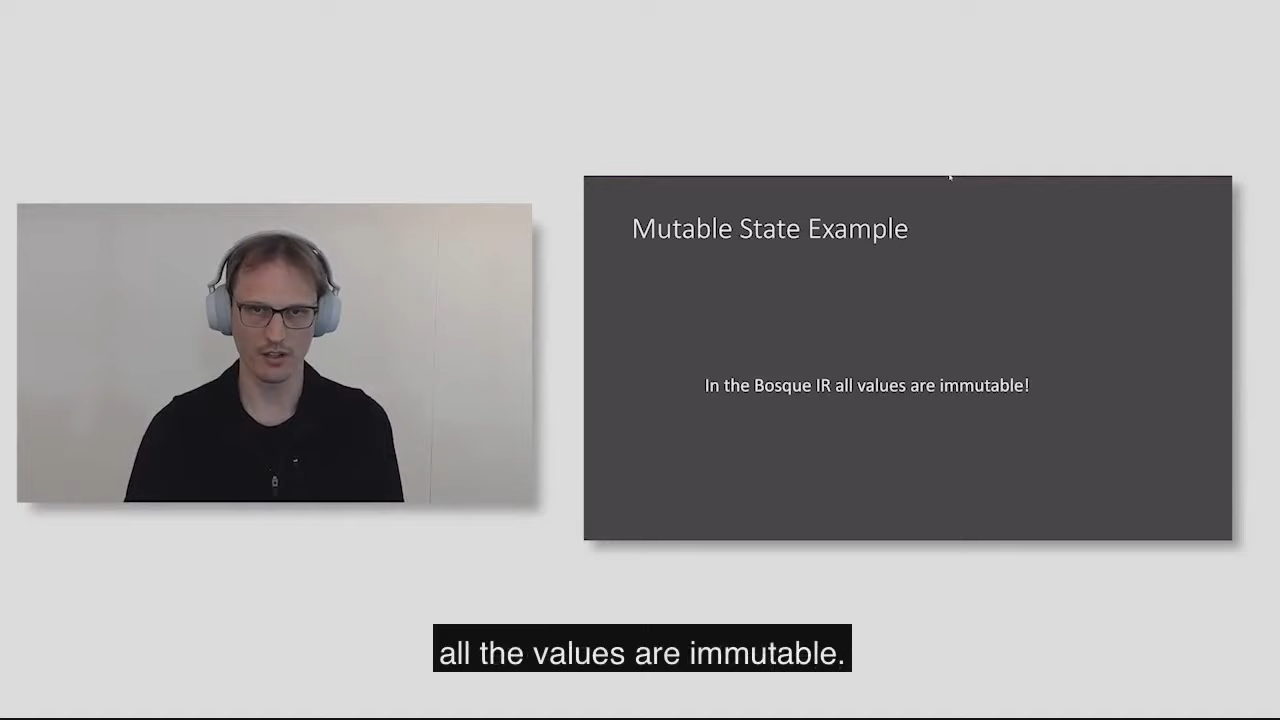 Mutable State Example
In the Bosque IR all values are immutable!
all the values are immutable.